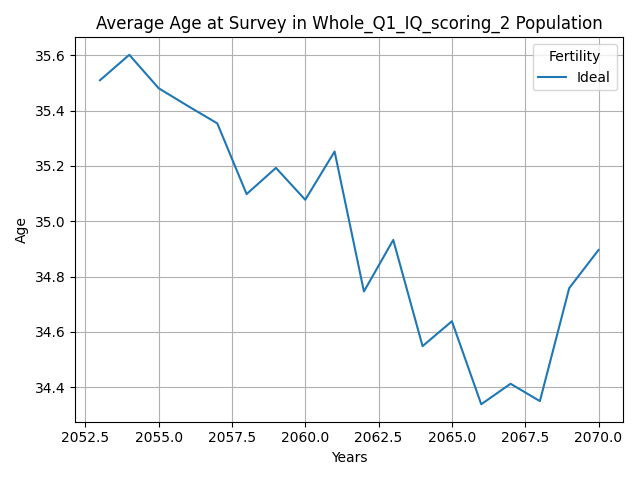 Average Age at Survey in Whole_Q1_IQ_scoring_2 Population
Fertility
Ideal
35.6
35.4
35.2
35.0
34.8
34.6
34.4
Age
2052.5 2055.0 2057.5 2060.0 2062.5 2065.0 2067.5 2070.0
Years